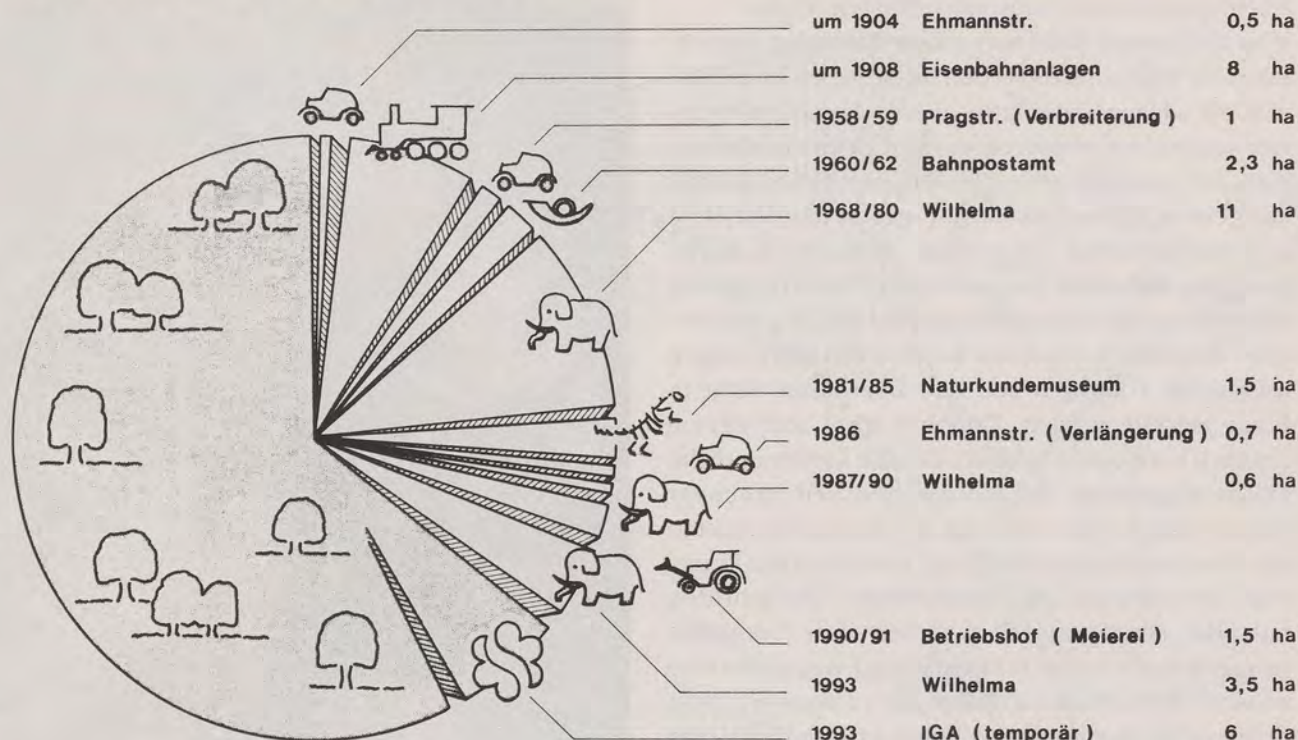 um 1904 Ehmannstr. 0,5 ha
um 1908 Eisenbahnanlagen 8 ha
1958/59 Pragstr. ( Verbreiterung ) 1 ha
1960/62 Bahnpostamt 2,3 ha
1968/80 Wilhelma 11 ha
1981/85 Naturkundemuseum 1,5 ha
1986 Ehmannstr. ( Verlängerung ) 0,7 ha
1987/90 Wilhelma 0,6 ha
1990/91 Betriebshof ( Meierei ) 1,5 ha
1993 Wilhelma 3,5 ha
1993 IGA ( temporär ) 6 ha